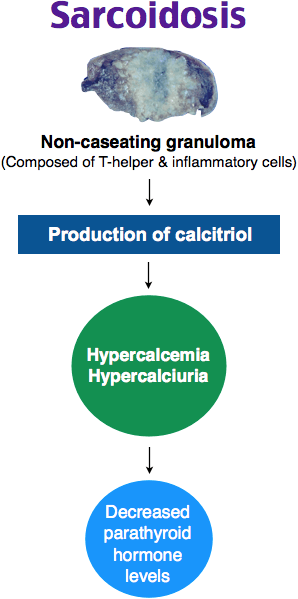 Sarcoidosis
Non-caseating granuloma
(Composed of T-helper & inflammatory cells)
Production of calcitriol
Hypercalcemia
Hypercalciuria
Decreased
parathyroid
hormone
levels